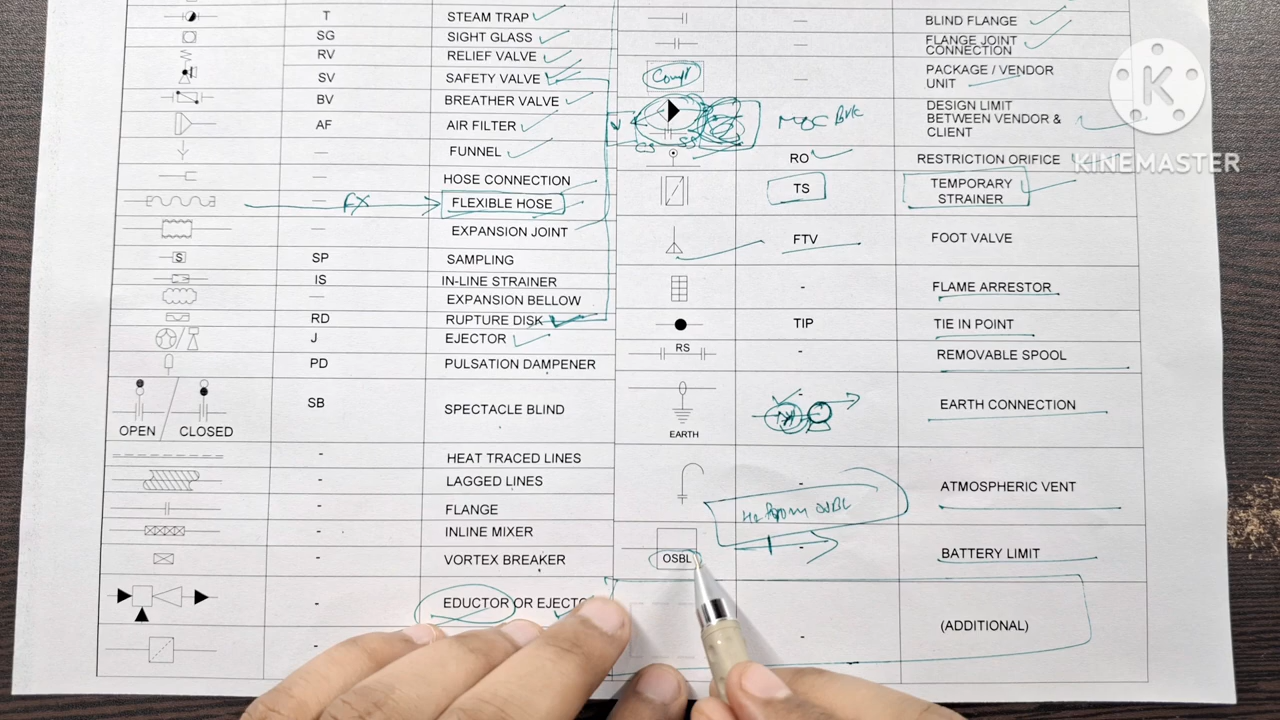 T STEAM TRAP
SG SIGHT GLASS
RV RELIEF VALVE
SV SAFETY VALVE
BV BREATHER VALVE
AF AIR FILTER
— FUNNEL
— HOSE CONNECTION
FX — FLEXIBLE HOSE
— EXPANSION JOINT
S SP SAMPLING
IS IN-LINE STRAINER
— EXPANSION BELLOW
RD RUPTURE DISK
J EJECTOR
PD PULSATION DAMPENER
OPEN CLOSED SB SPECTACLE BLIND
- HEAT TRACED LINES
- LAGGED LINES
- FLANGE
- INLINE MIXER
- VORTEX BREAKER
- EDUCTOR OR EJECTO
-
— BLIND FLANGE
— FLANGE JOINT
CONNECTION
— PACKAGE / VENDOR
UNIT
DESIGN LIMIT
BETWEEN VENDOR &
CLIENT
CS SS
RO RESTRICTION ORIFICE
TS TEMPORARY
STRAINER
FTV FOOT VALVE
- FLAME ARRESTOR
TIP TIE IN POINT
RS - REMOVABLE SPOOL
EARTH - EARTH CONNECTION
- ATMOSPHERIC VENT
OSBL - BATTERY LIMIT
- (ADDITIONAL)
K
KINEMASTER